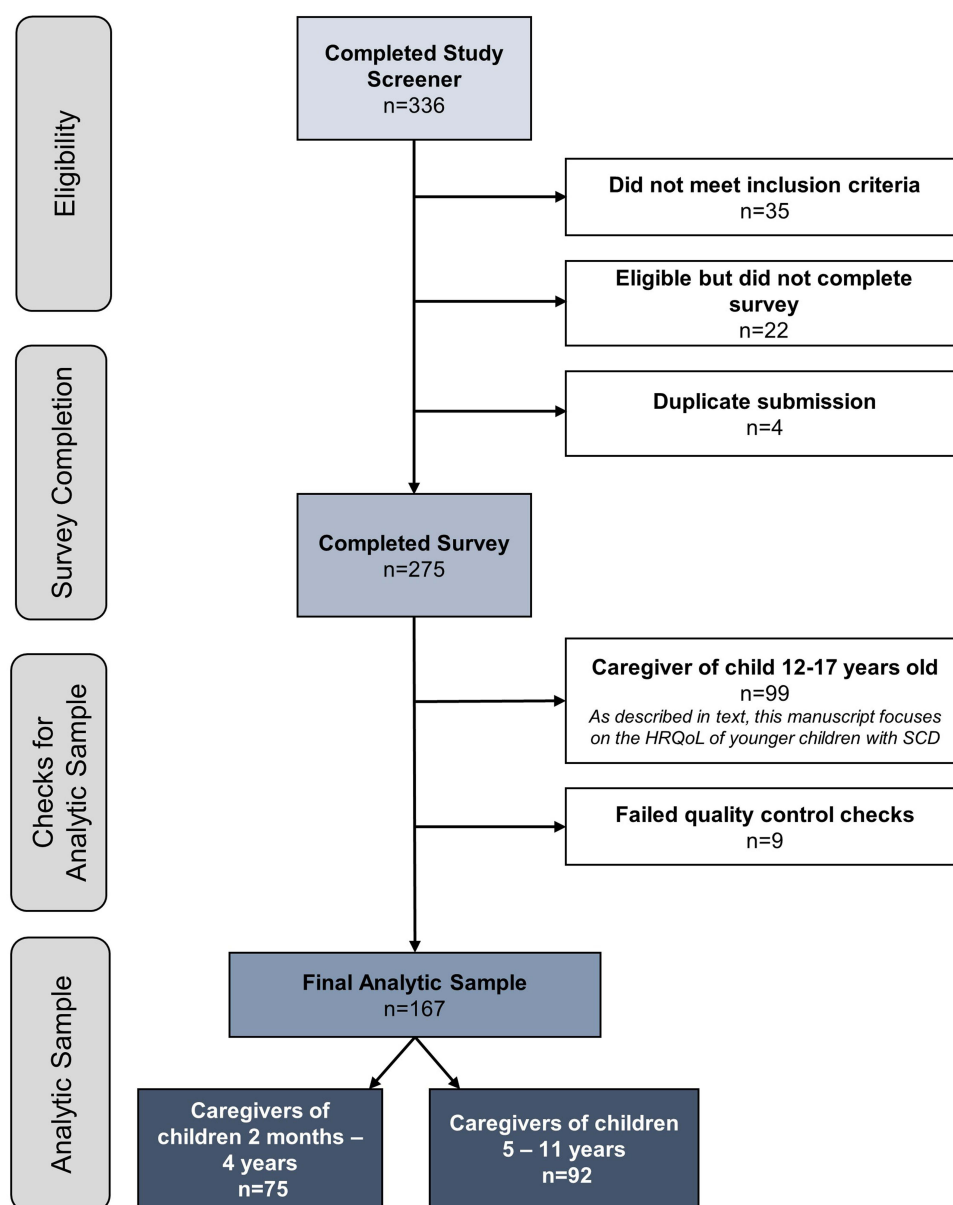 Eligibility
Completed Study
Screener
n=336
Did not meet inclusion criteria
n=35
Eligible but did not complete
survey
n=22
Survey Completion
Duplicate submission
n=4
Completed Survey
n=275
Checks for
Analytic Sample
Caregiver of child 12-17 years old
n=99
As described in text, this manuscript focuses
on the HRQoL of younger children with SCD
Failed quality control checks
n=9
Analytic Sample
Final Analytic Sample
n=167
Caregivers of
children 2 months –
4 years
n=75
Caregivers of children
5 – 11 years
n=92